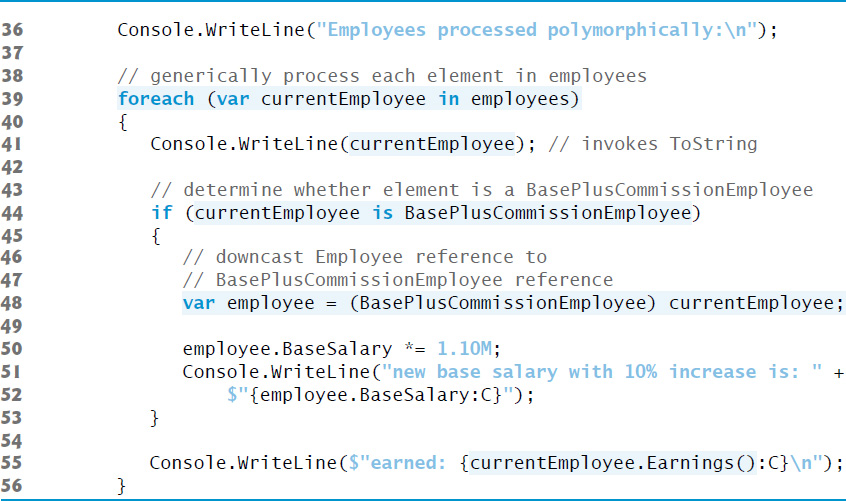 36 Console.WriteLine("Employees processed polymorphically:\n");
37
38 // generically process each element in employees
39 foreach (var currentEmployee in employees)
40 {
41 Console.WriteLine(currentEmployee); // invokes ToString
42
43 // determine whether element is a BasePlusCommissionEmployee
44 if (currentEmployee is BasePlusCommissionEmployee)
45 {
46 // downcast Employee reference to
47 // BasePlusCommissionEmployee reference
48 var employee = (BasePlusCommissionEmployee) currentEmployee;
49
50 employee.BaseSalary *= 1.10M;
51 Console.WriteLine("new base salary with 10% increase is: " +
52 $"{employee.BaseSalary:C}");
53 }
54
55 Console.WriteLine($"earned: {currentEmployee.Earnings():C}\n");
56 }